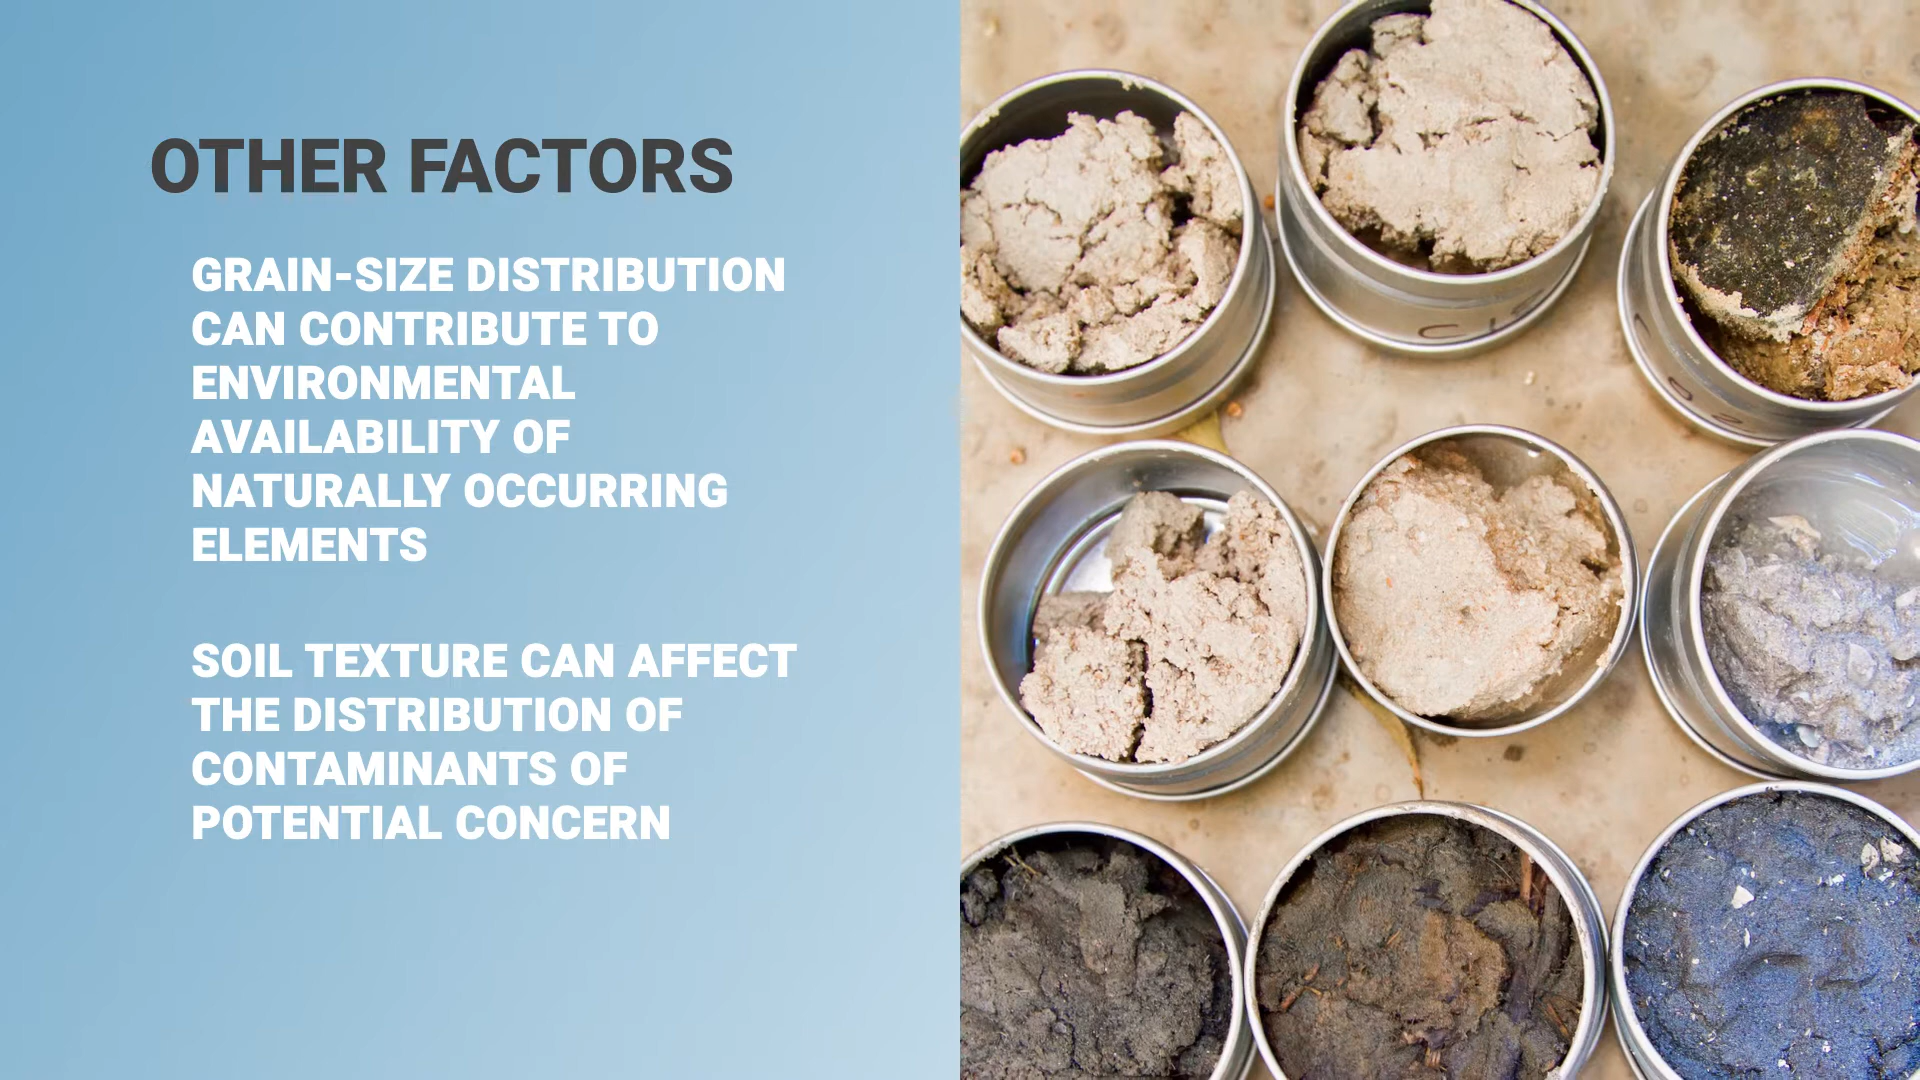 OTHER FACTORS
GRAIN-SIZE DISTRIBUTION
CAN CONTRIBUTE TO
ENVIRONMENTAL
AVAILABILITY OF
NATURALLY OCCURRING
ELEMENTS
SOIL TEXTURE CAN AFFECT
THE DISTRIBUTION OF
CONTAMINANTS OF
POTENTIAL CONCERN